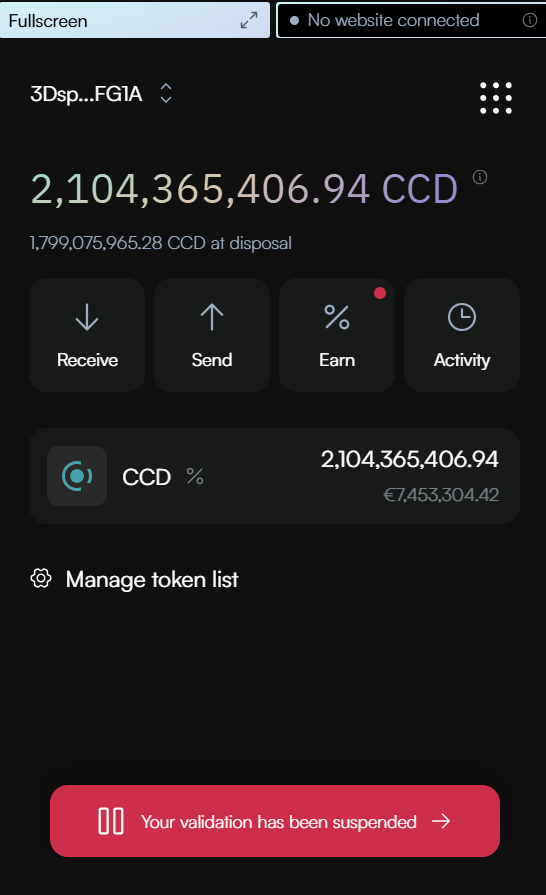 Fullscreen
No website connected
3Dsp...FG1A
2,104,365,406.94 CCD
1,799,075,965.28 CCD at disposal
Receive
Send
Earn
Activity
CCD %
2,104,365,406.94
€7,453,304.42
Manage token list
Your validation has been suspended